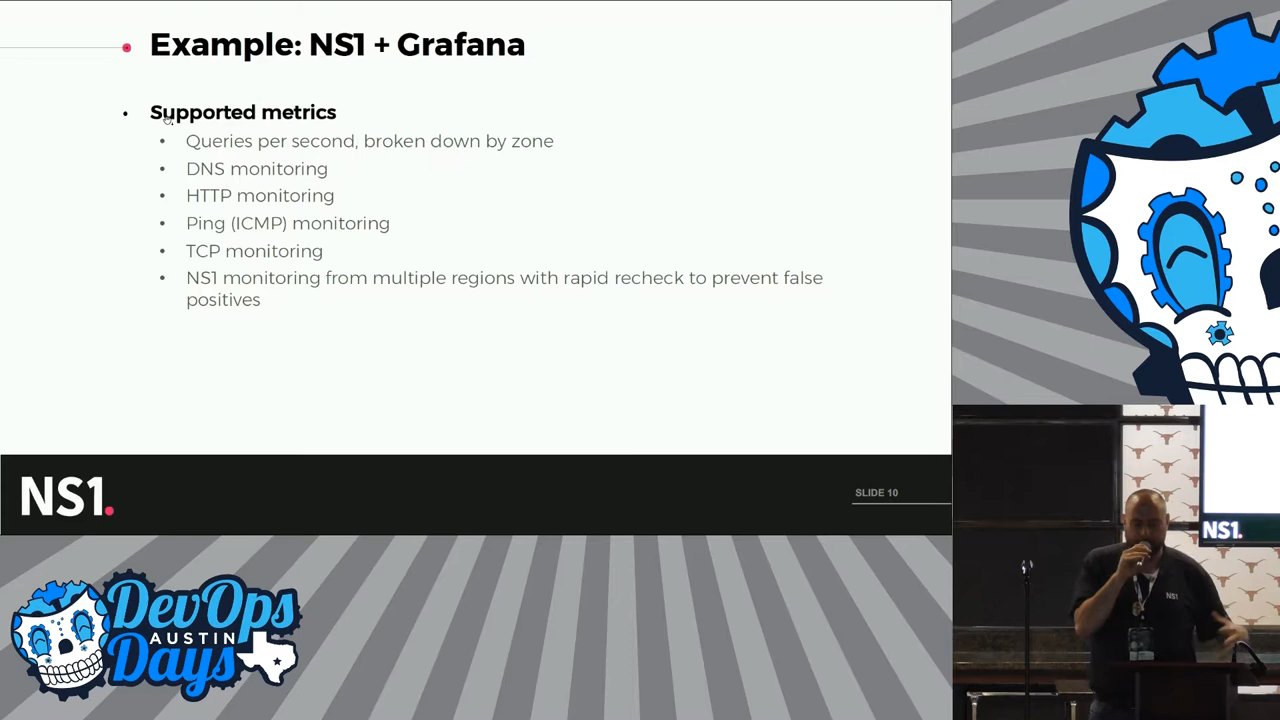 Example: NS1 + Grafana
Supported metrics
Queries per second, broken down by zone
DNS monitoring
HTTP monitoring
Ping (ICMP) monitoring
TCP monitoring
NS1 monitoring from multiple regions with rapid recheck to prevent false
positives
NS1.
SLIDE 10
NS1.
NS1
DevOps
AUSTIN
Days